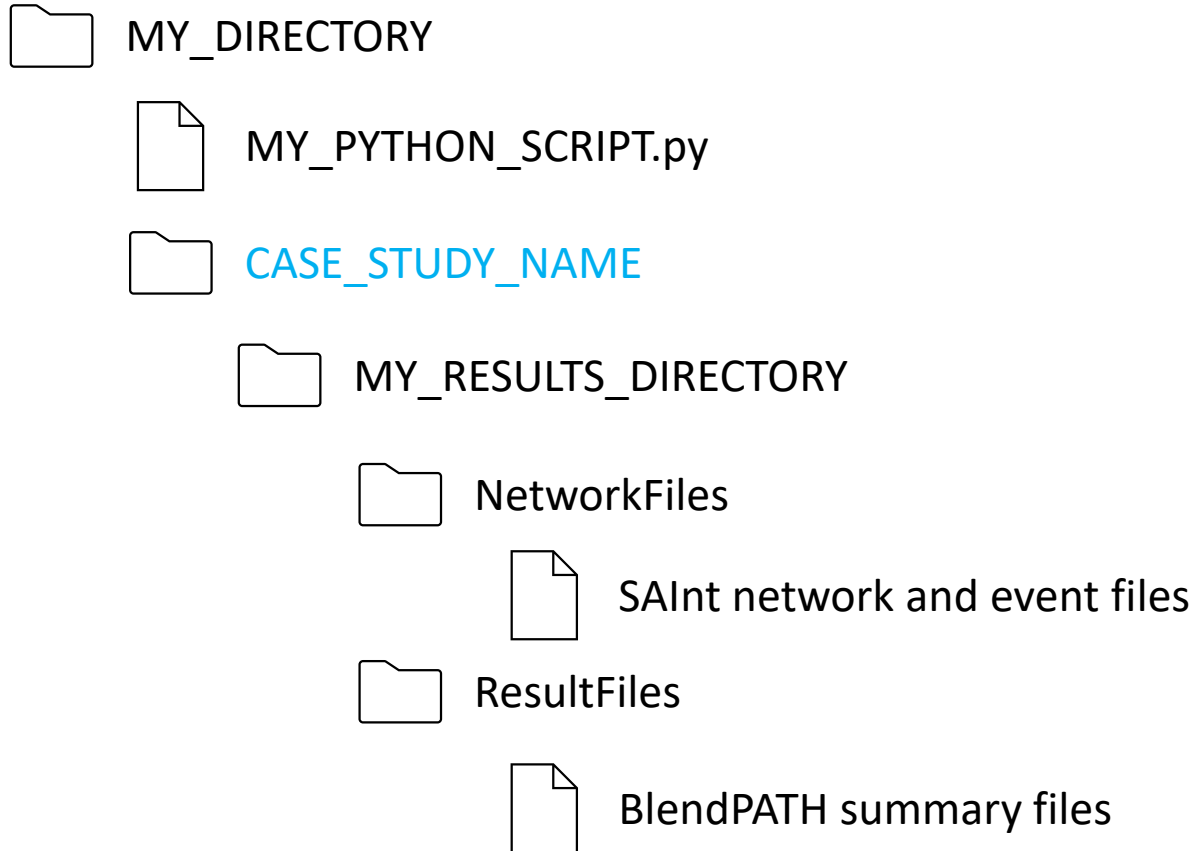 MY_DIRECTORY
MY_PYTHON_SCRIPT.py
CASE_STUDY_NAME
MY_RESULTS_DIRECTORY
NetworkFiles
SAInt network and event files
ResultFiles
BlendPATH summary files